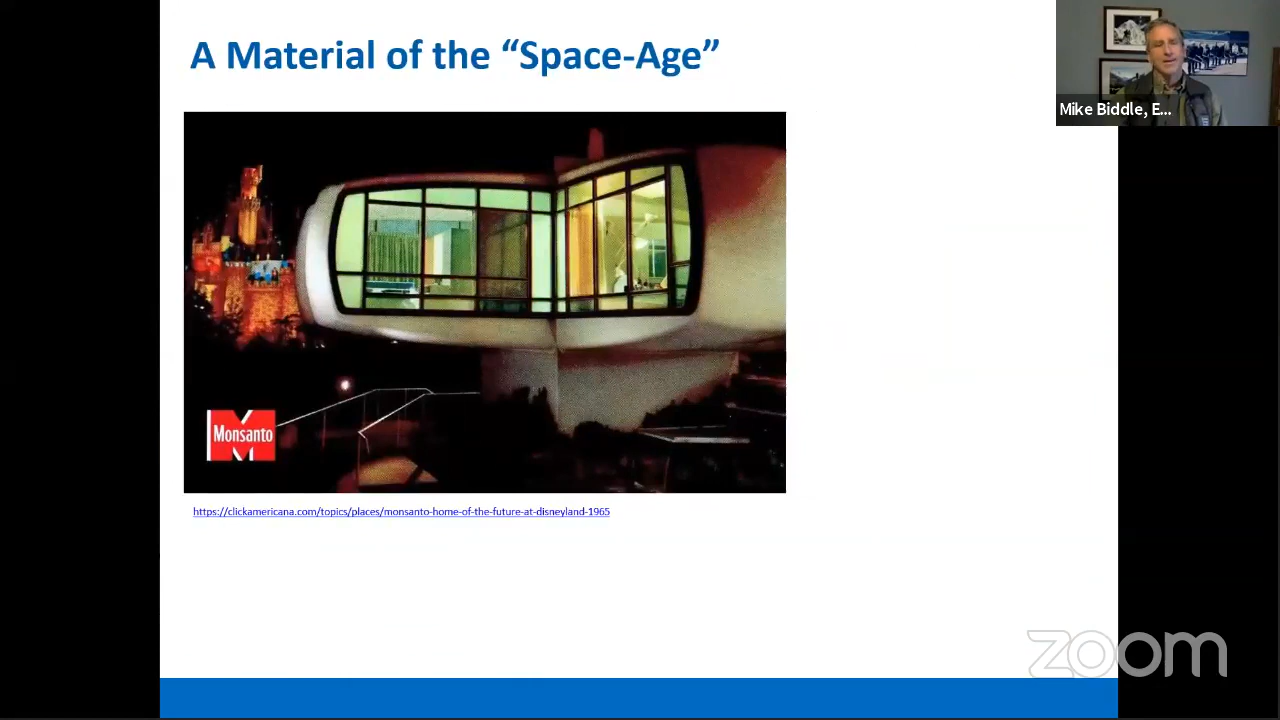 A Material of the “Space-Age”
Mike Biddle, E...
Monsanto
https://clickamericana.com/topics/places/monsanto-home-of-the-future-at-disneyland-1965
zoom